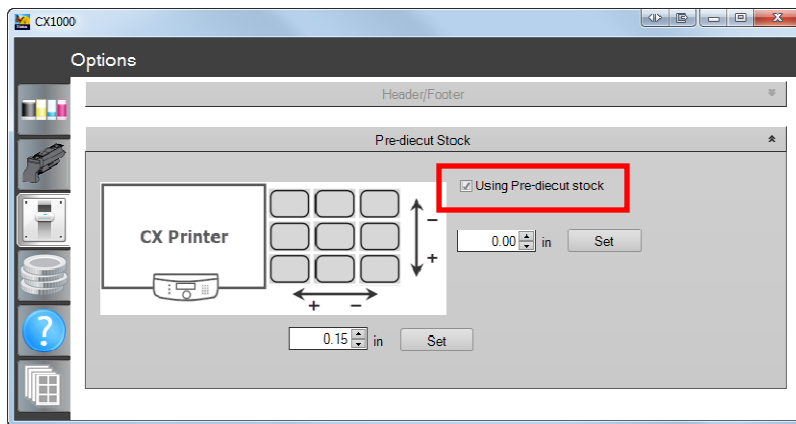 CX1000
Options
Header/Footer
Pre-diecut Stock
Using Pre-diecut stock
CX Printer
−
+
0.00 in Set
+ −
0.15 in Set